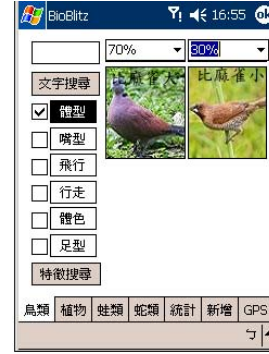 BioBlitz 16:55 ok
70% 30%
文字搜尋
比麻雀大 比麻雀小
體型
嘴型
飛行
行走
體色
足型
特徵搜尋
鳥類 植物 蛙類 蛇類 統計 新增 GPS
ㄅ